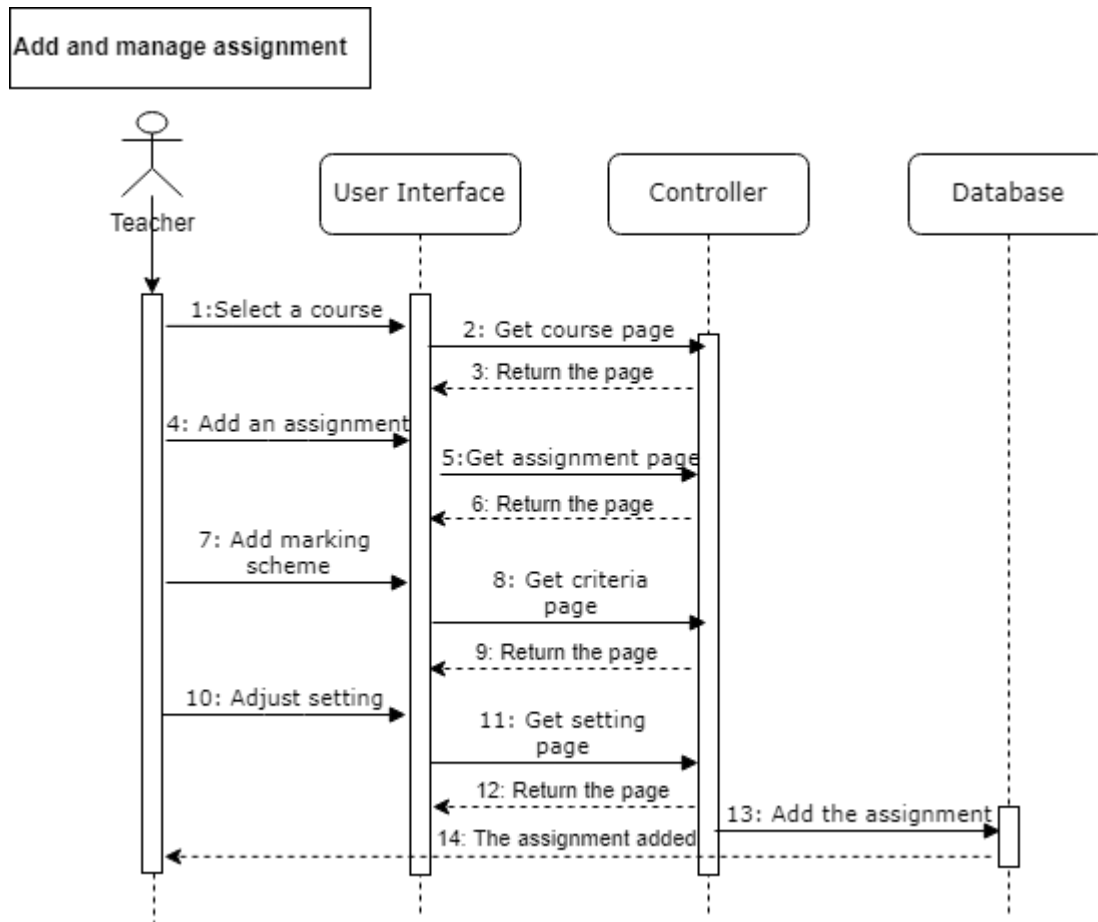 Add and manage assignment
Teacher
User Interface
Controller
Database
1:Select a course
2: Get course page
3: Return the page
4: Add an assignment
5:Get assignment page
6: Return the page
7: Add marking
scheme
8: Get criteria
page
9: Return the page
10: Adjust setting
11: Get setting
page
12: Return the page
13: Add the assignment
14: The assignment added